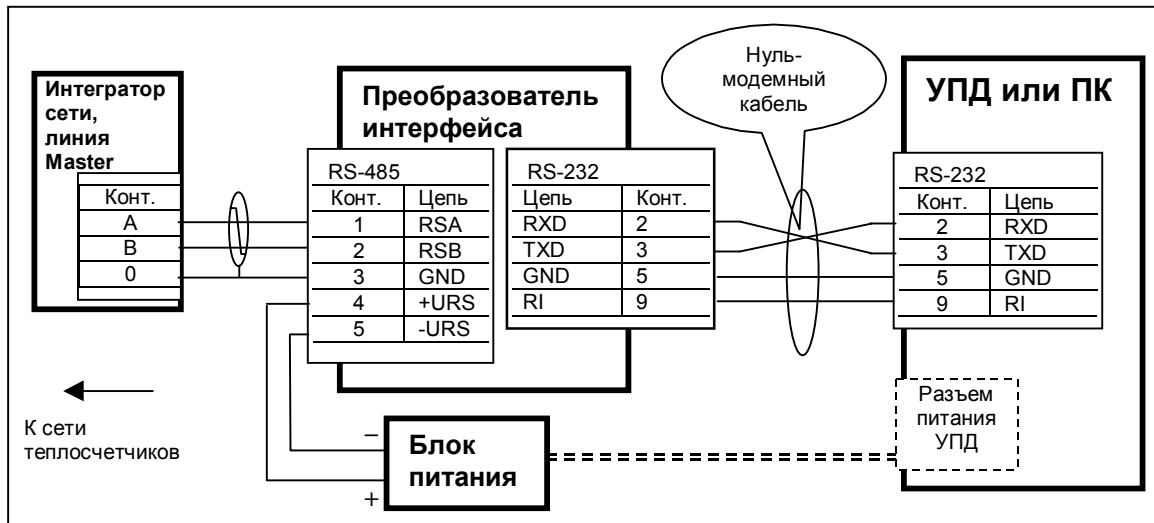 Нуль-
модемный
кабель
Интегратор
сети,
линия
Master
Конт.
A
B
0
Преобразователь
интерфейса
RS-485
Конт. Цепь
1 RSA
2 RSB
3 GND
4 +URS
5 -URS
RS-232
Цепь Конт.
RXD 2
TXD 3
GND 5
RI 9
УПД или ПК
RS-232
Конт. Цепь
2 RXD
3 TXD
5 GND
9 RI
Разъем
питания
УПД
К сети
теплосчетчиков
–
+
Блок
питания